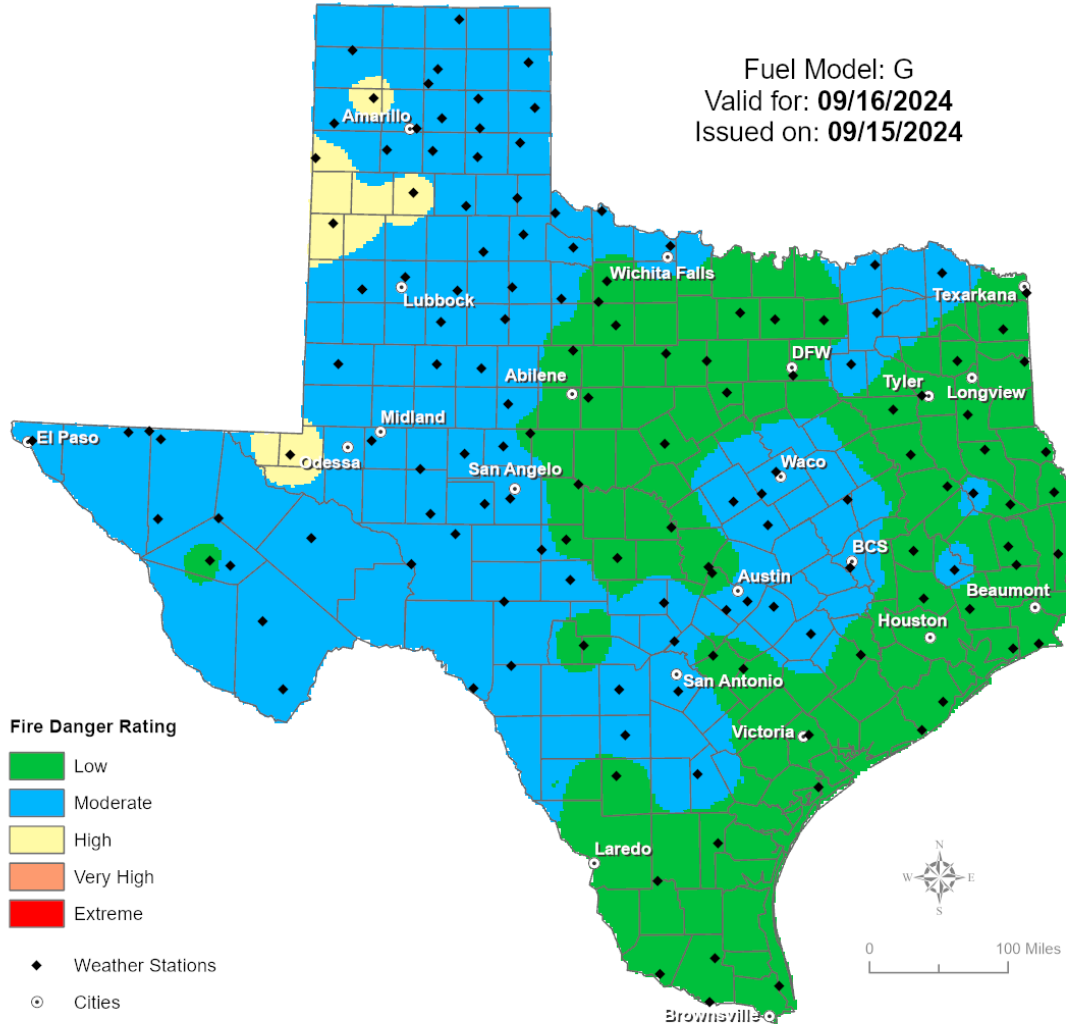 Fuel Model: G
Valid for: 09/16/2024
Issued on: 09/15/2024
Amarillo
Wichita Falls
Lubbock
Texarkana
DFW
Abilene
Tyler
Longview
Midland
El Paso
Odessa
San Angelo
Waco
BCS
Austin
Beaumont
Houston
San Antonio
Victoria
Laredo
Brownsville
Fire Danger Rating
Low
Moderate
High
Very High
Extreme
Weather Stations
Cities
N
W E
S
0 100 Miles